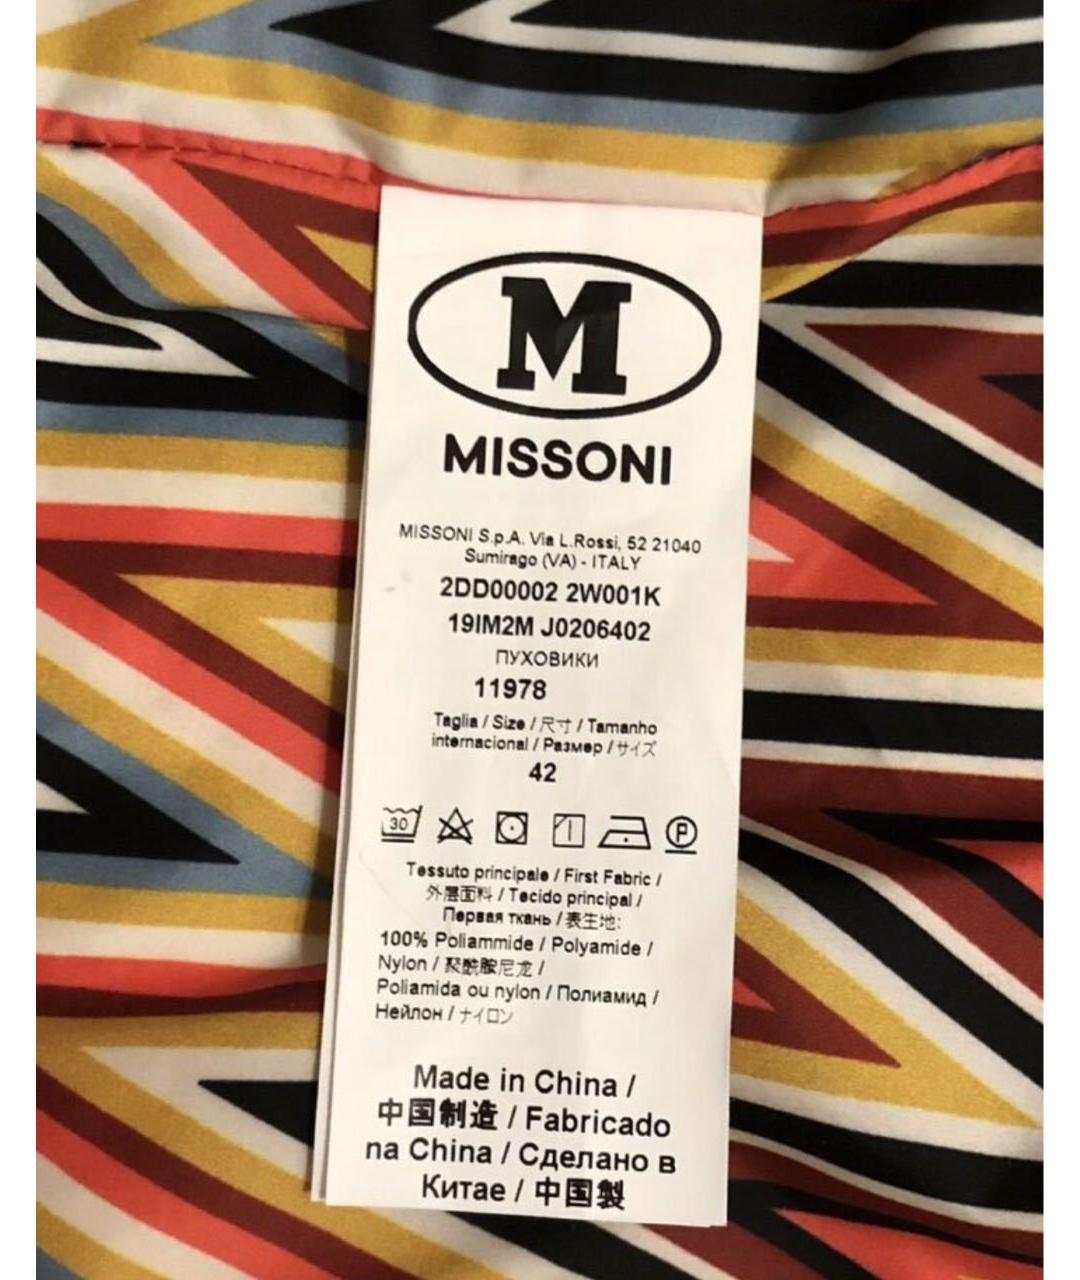 M
MISSONI
MISSONI S.p.A. Via L.Rossi, 52 21040
Sumirago (VA) - ITALY
2DD00002 2W001K
19IM2M J0206402
ПУХОВИКИ
11978
Taglia / Size / 尺寸 / Tamanho
internacional / Размер / サイズ
42
30
P
Tessuto principale / First Fabric /
外层面料 / Tecido principal /
Первая ткань / 表生地:
100% Poliammide / Polyamide /
Nylon / 聚酰胺尼龙 /
Poliamida ou nylon / Полиамид /
Нейлон / ナイロン
Made in China /
中国制造 / Fabricado
na China / Сделано в
Китае / 中国製